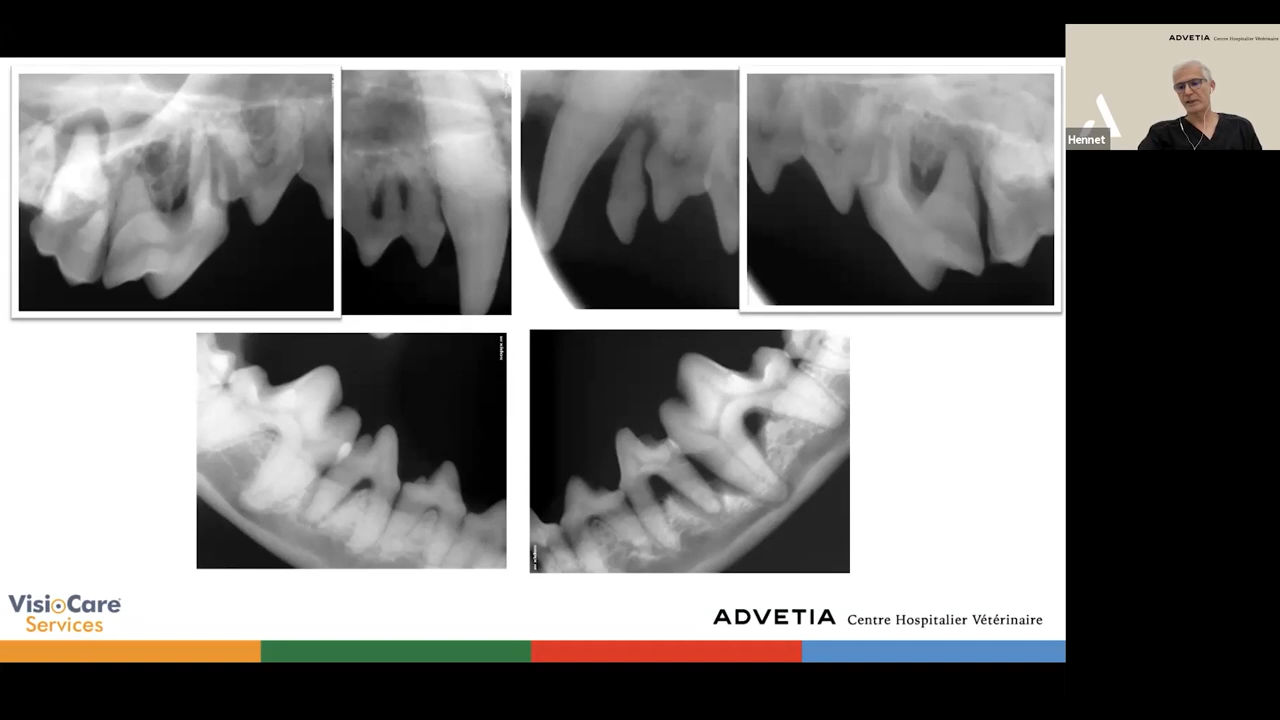 ADVETIA Centre Hospitalier Vétérinaire
Hennet
VisioCare
Services
ADVETIA Centre Hospitalier Vétérinaire